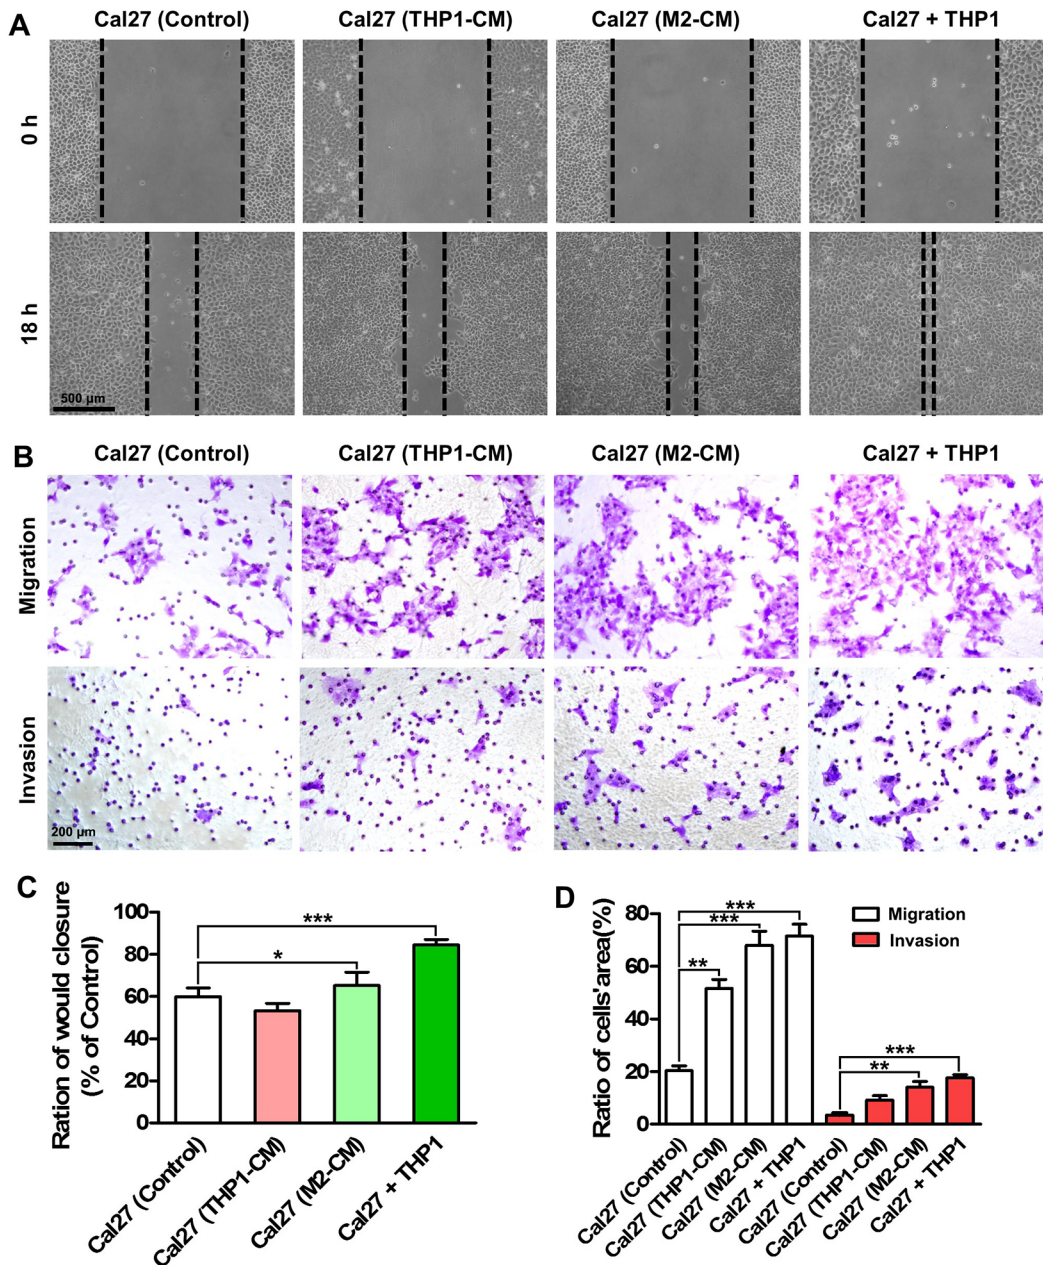 A
Cal27 (Control)
Cal27 (THP1-CM)
Cal27 (M2-CM)
Cal27 + THP1
0 h
18 h
500 μm
B
Cal27 (Control)
Cal27 (THP1-CM)
Cal27 (M2-CM)
Cal27 + THP1
Migration
Invasion
200 μm
C
Ration of would closure
(% of Control)
100
80
60
40
20
0
***
*
Cal27 (Control)
Cal27 (THP1-CM)
Cal27 (M2-CM)
Cal27 + THP1
D
Ratio of cells'area(%)
80
60
40
20
0
***
***
**
***
**
Migration
Invasion
Cal27 (Control)
Cal27 (THP1-CM)
Cal27 (M2-CM)
Cal27 + THP1
Cal27 (Control)
Cal27 (THP1-CM)
Cal27 (M2-CM)
Cal27 + THP1